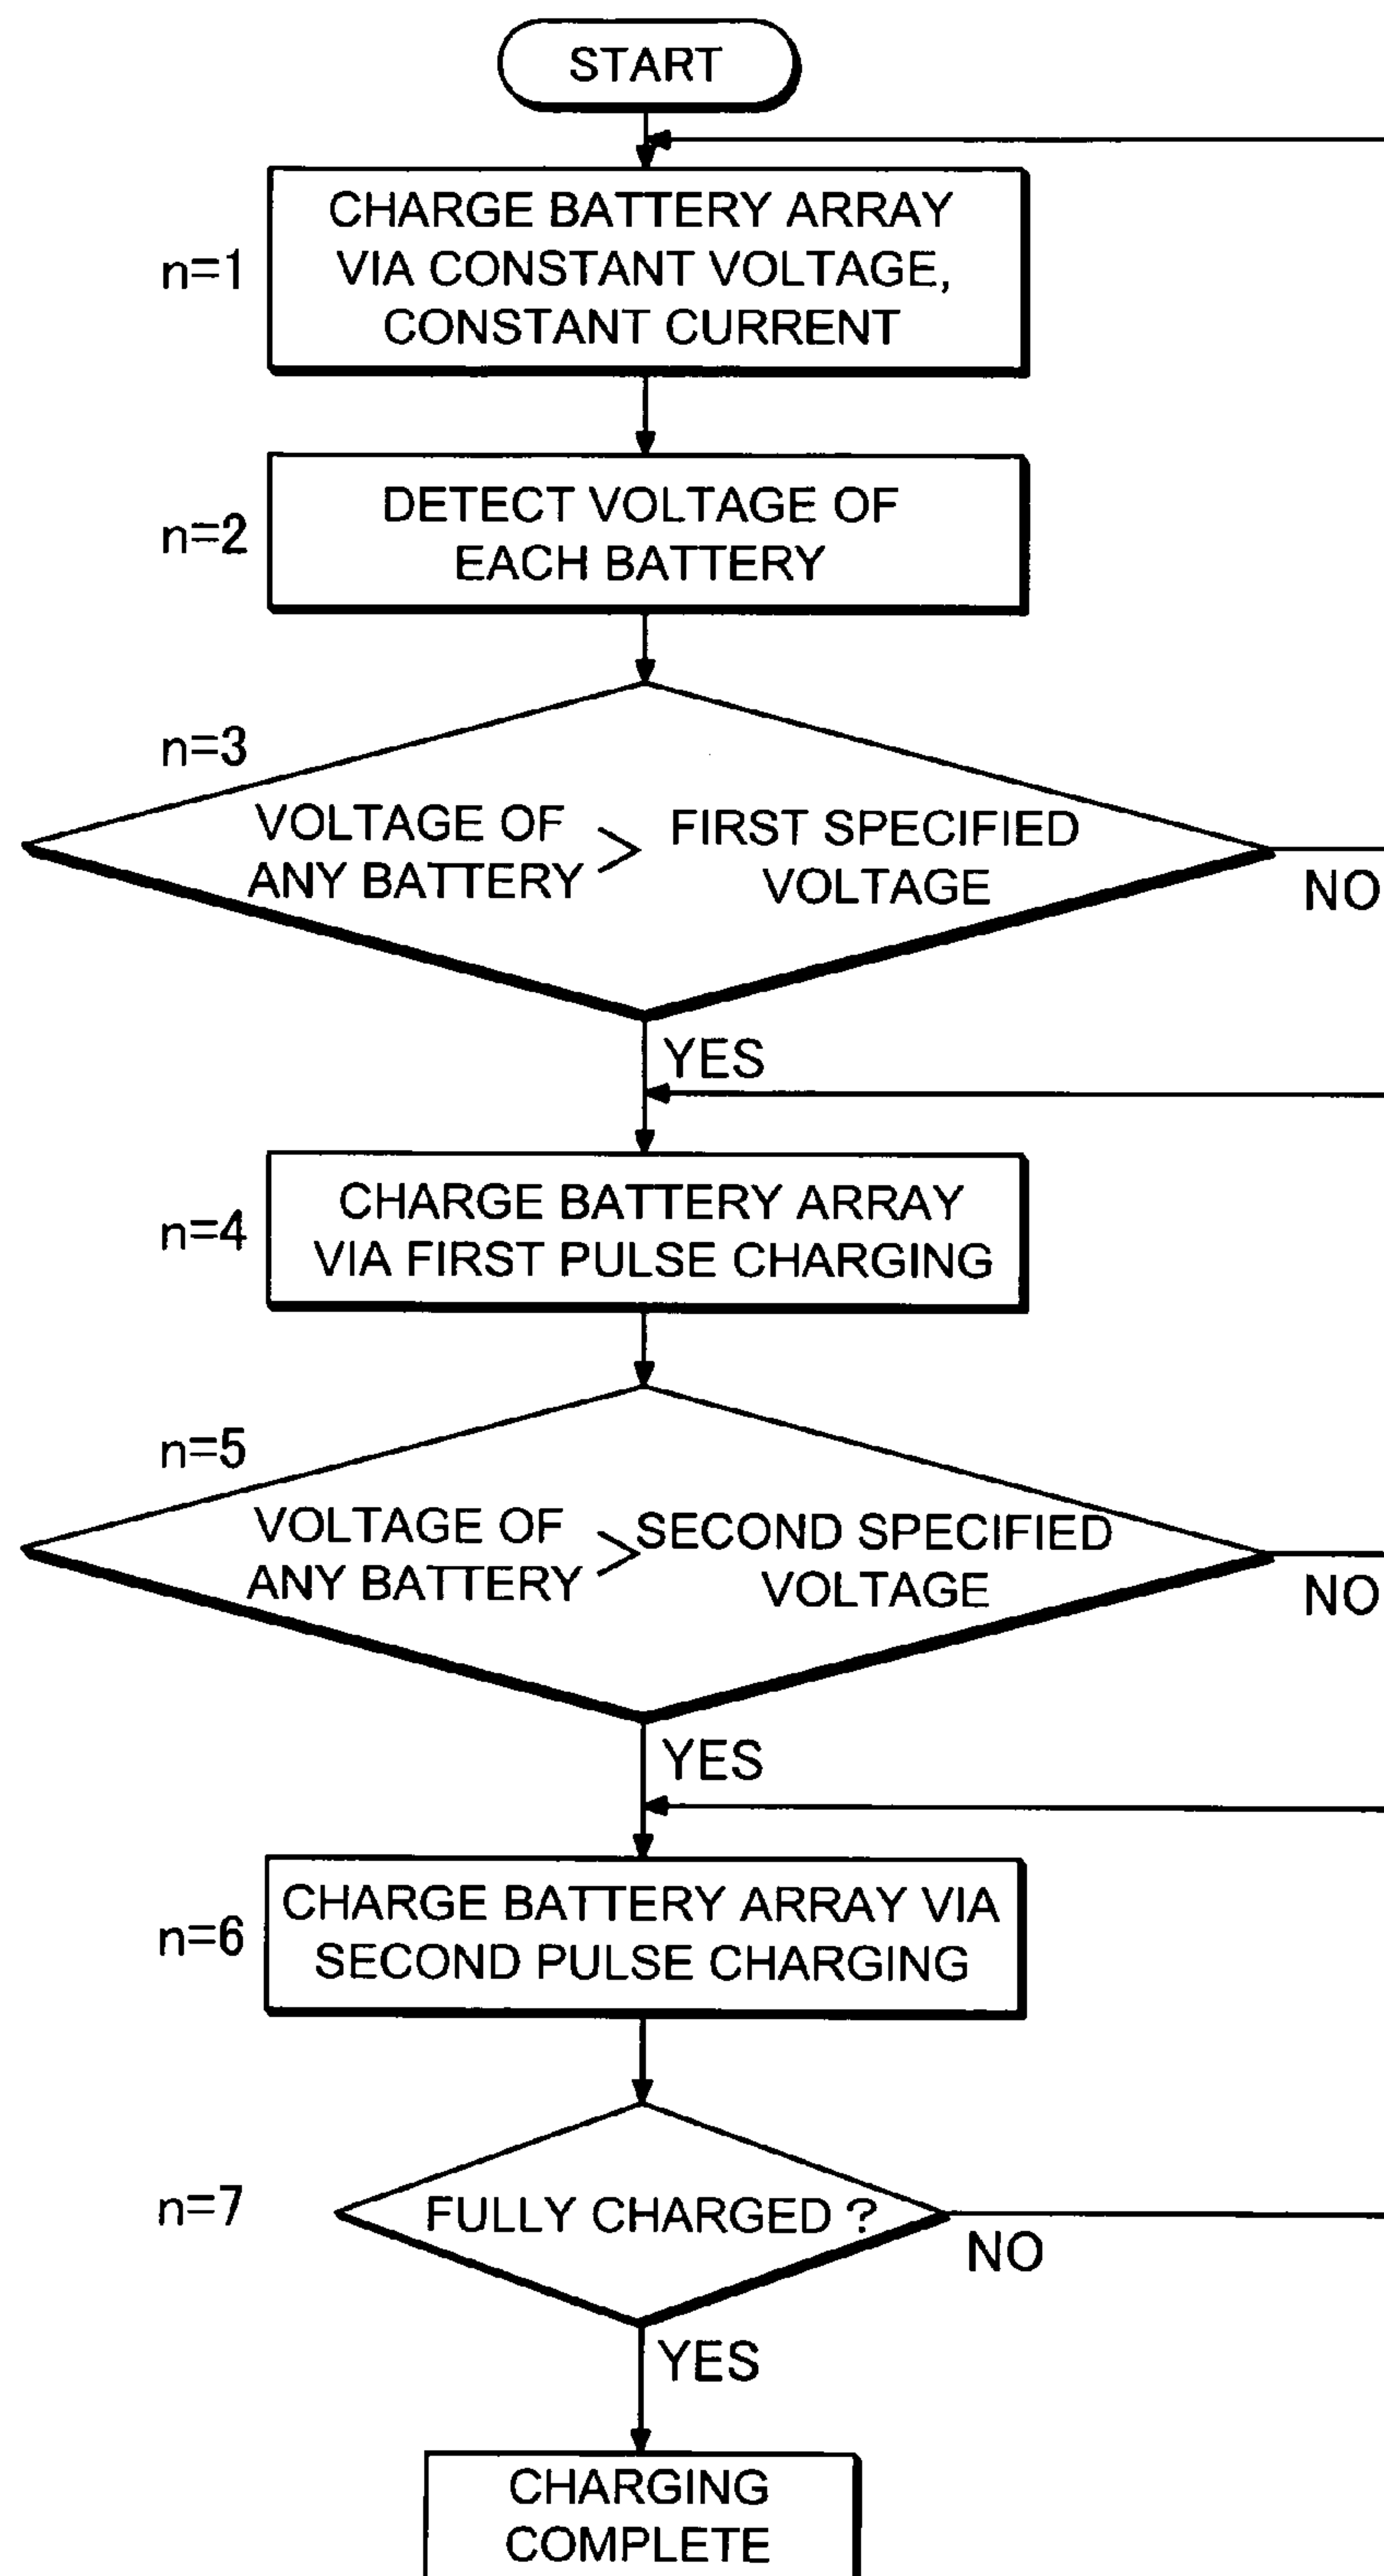 START
CHARGE BATTERY ARRAY
VIA CONSTANT VOLTAGE,
CONSTANT CURRENT
n=1
DETECT VOLTAGE OF
EACH BATTERY
n=2
n=3
VOLTAGE OF
ANY BATTERY
>
FIRST SPECIFIED
VOLTAGE
NO
YES
CHARGE BATTERY ARRAY
VIA FIRST PULSE CHARGING
n=4
n=5
VOLTAGE OF
ANY BATTERY
>
SECOND SPECIFIED
VOLTAGE
NO
YES
CHARGE BATTERY ARRAY VIA
SECOND PULSE CHARGING
n=6
n=7
FULLY CHARGED ?
NO
YES
CHARGING
COMPLETE